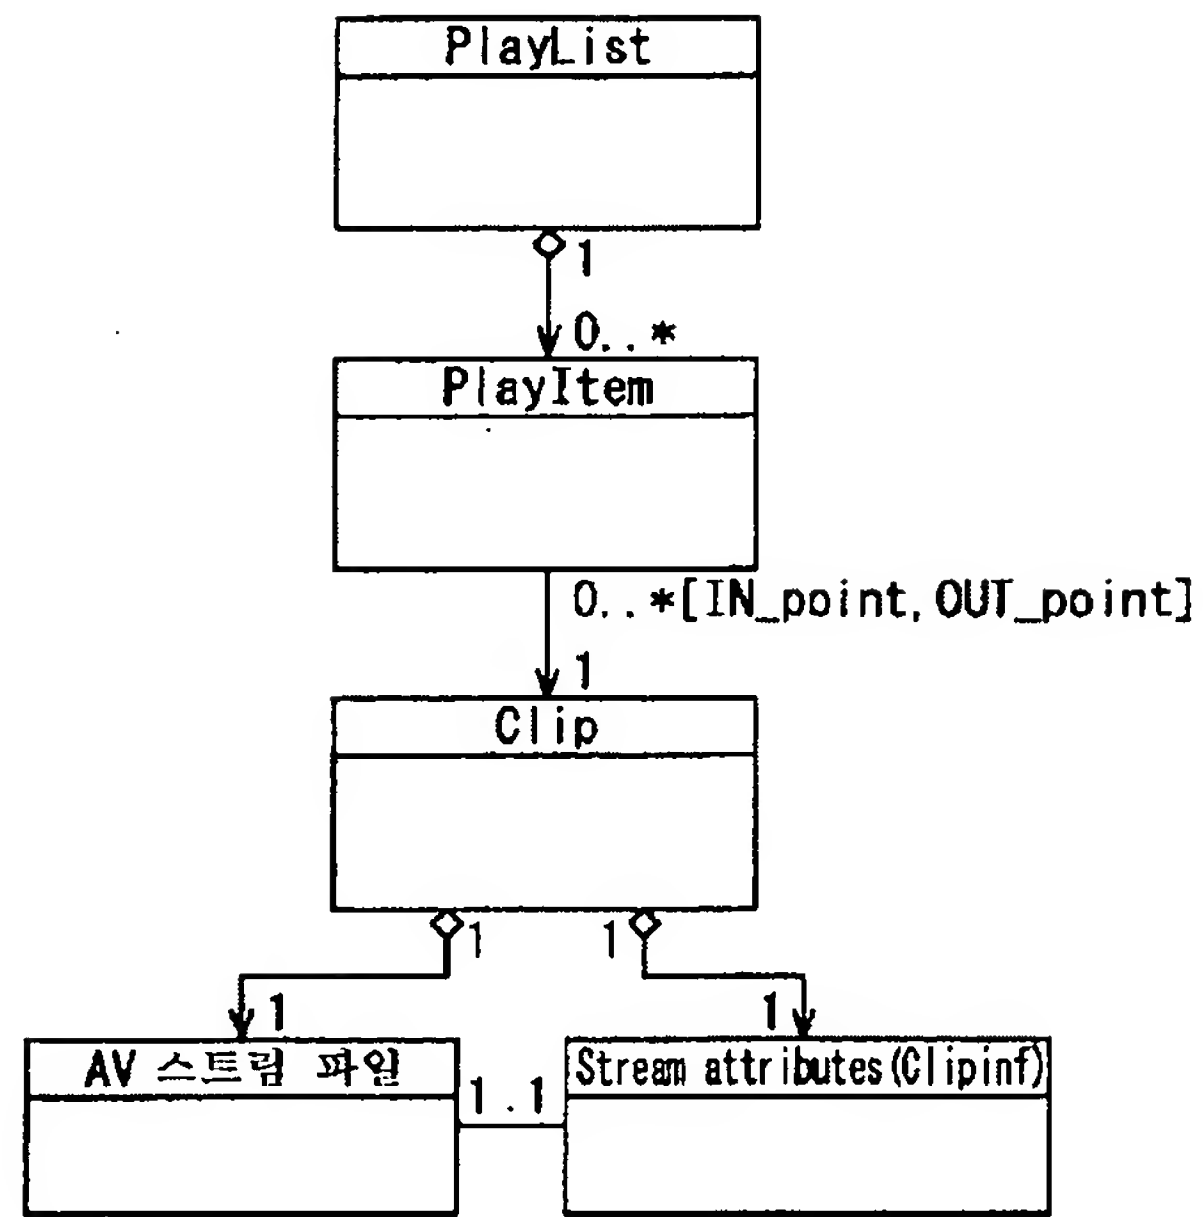 PlayList
1
0..*
PlayItem
0..*[IN_point, OUT_point]
1
Clip
1 1
1 1
AV 스트림 파일 Stream attributes(Clipinf)
1.1